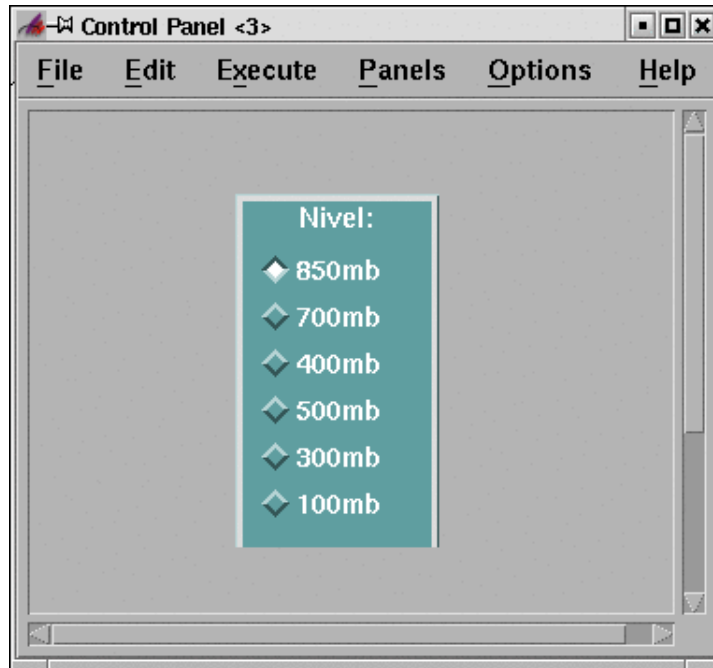 Control Panel <3>
File Edit Execute Panels Options Help
Nivel:
850mb
700mb
400mb
500mb
300mb
100mb